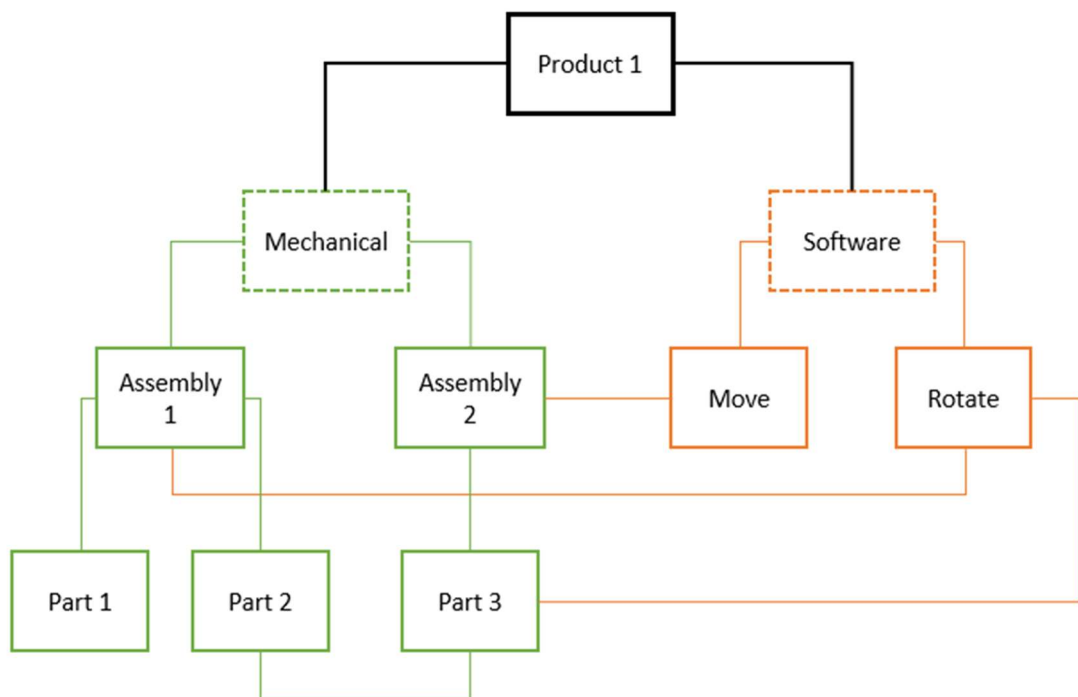 Product 1
Mechanical
Software
Assembly
1
Assembly
2
Move
Rotate
Part 1
Part 2
Part 3